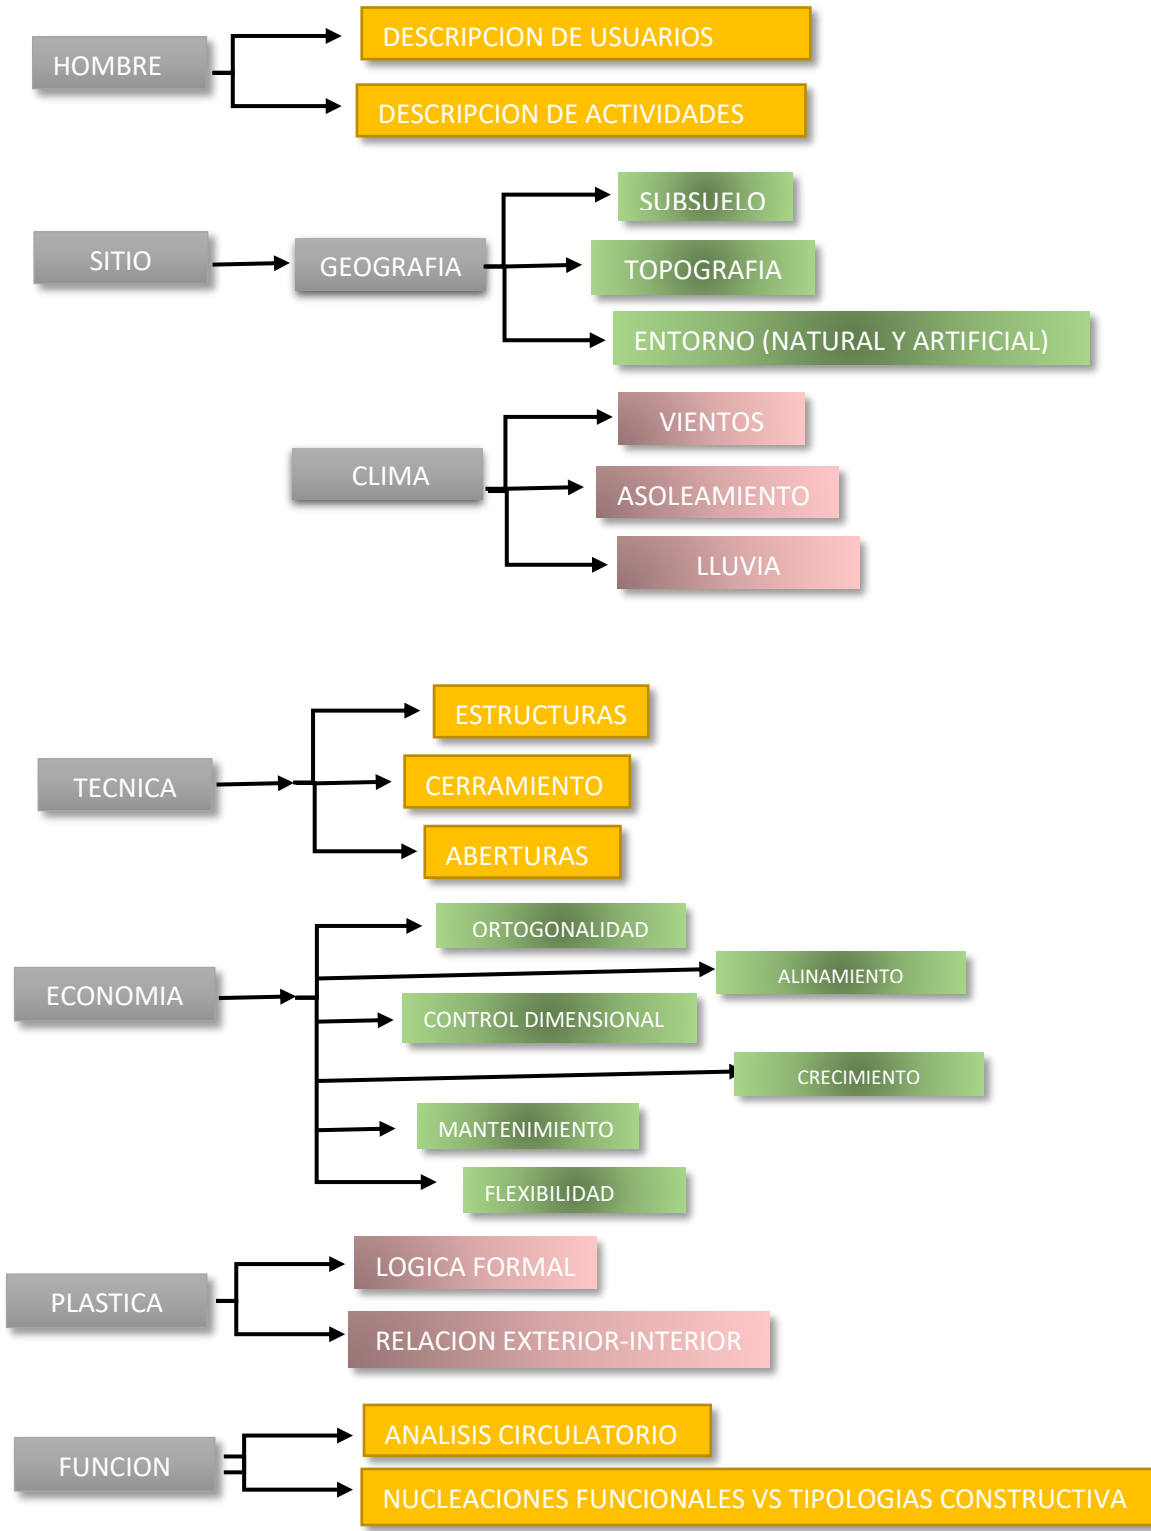 HOMBRE
DESCRIPCION DE USUARIOS
DESCRIPCION DE ACTIVIDADES
SITIO
GEOGRAFIA
SUBSUELO
TOPOGRAFIA
ENTORNO (NATURAL Y ARTIFICIAL)
CLIMA
VIENTOS
ASOLEAMIENTO
LLUVIA
TECNICA
ESTRUCTURAS
CERRAMIENTO
ABERTURAS
ECONOMIA
ORTOGONALIDAD
ALINAMIENTO
CONTROL DIMENSIONAL
CRECIMIENTO
MANTENIMIENTO
FLEXIBILIDAD
PLASTICA
LOGICA FORMAL
RELACION EXTERIOR-INTERIOR
FUNCION
ANALISIS CIRCULATORIO
NUCLEACIONES FUNCIONALES VS TIPOLOGIAS CONSTRUCTIVA